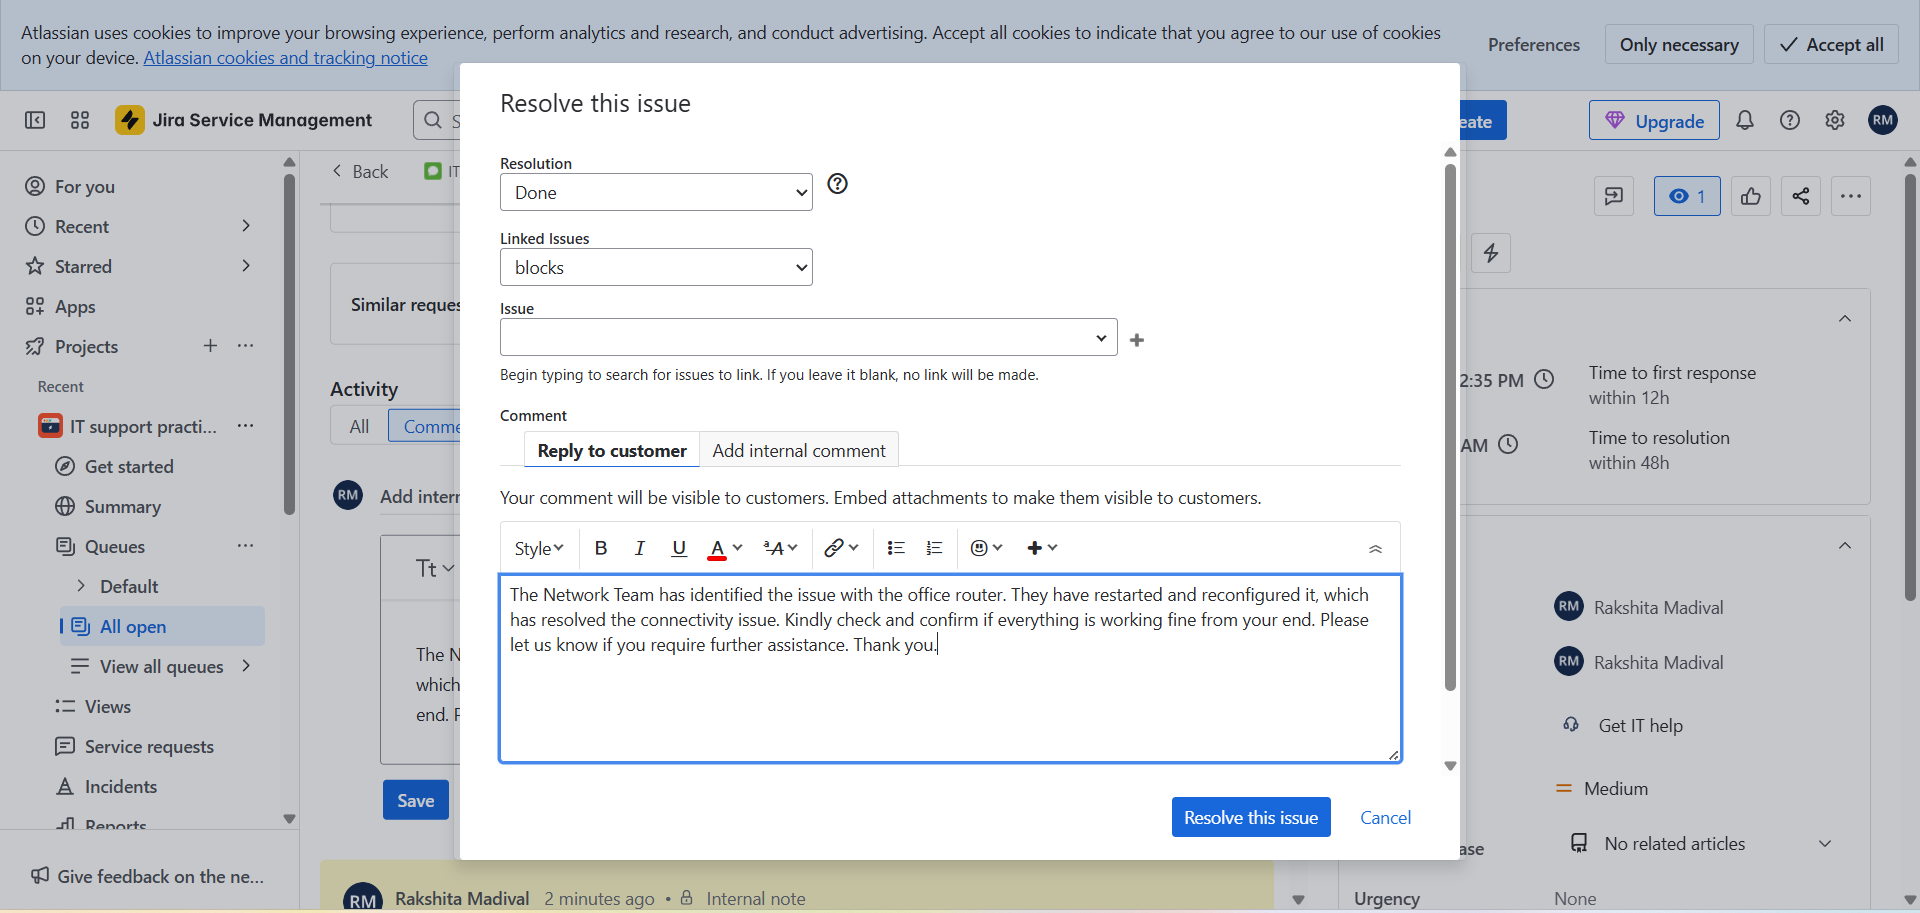 Atlassian uses cookies to improve your browsing experience, perform analytics and research, and conduct advertising. Accept all cookies to indicate that you agree to our use of cookies
on your device. Atlassian cookies and tracking notice
Preferences
Only necessary
Accept all
Jira Service Management
S
eate
Upgrade
RM
For you
Recent
Starred
Apps
Projects
Recent
IT support practi...
Get started
Summary
Queues
Default
All open
View all queues
Views
Service requests
Incidents
Reports
Give feedback on the ne...
Back
IT
Similar reques
Activity
All
Comme
RM
Add intern
Tt
The N
which
end. P
Save
RM
Rakshita Madival 2 minutes ago • Internal note
Resolve this issue
Resolution
Done
Linked Issues
blocks
Issue
Begin typing to search for issues to link. If you leave it blank, no link will be made.
Comment
Reply to customer
Add internal comment
Your comment will be visible to customers. Embed attachments to make them visible to customers.
Style
B I U A ªA
The Network Team has identified the issue with the office router. They have restarted and reconfigured it, which
has resolved the connectivity issue. Kindly check and confirm if everything is working fine from your end. Please
let us know if you require further assistance. Thank you.
Resolve this issue
Cancel
1
2:35 PM
Time to first response
within 12h
AM
Time to resolution
within 48h
RM Rakshita Madival
RM Rakshita Madival
Get IT help
Medium
ase
No related articles
Urgency
None